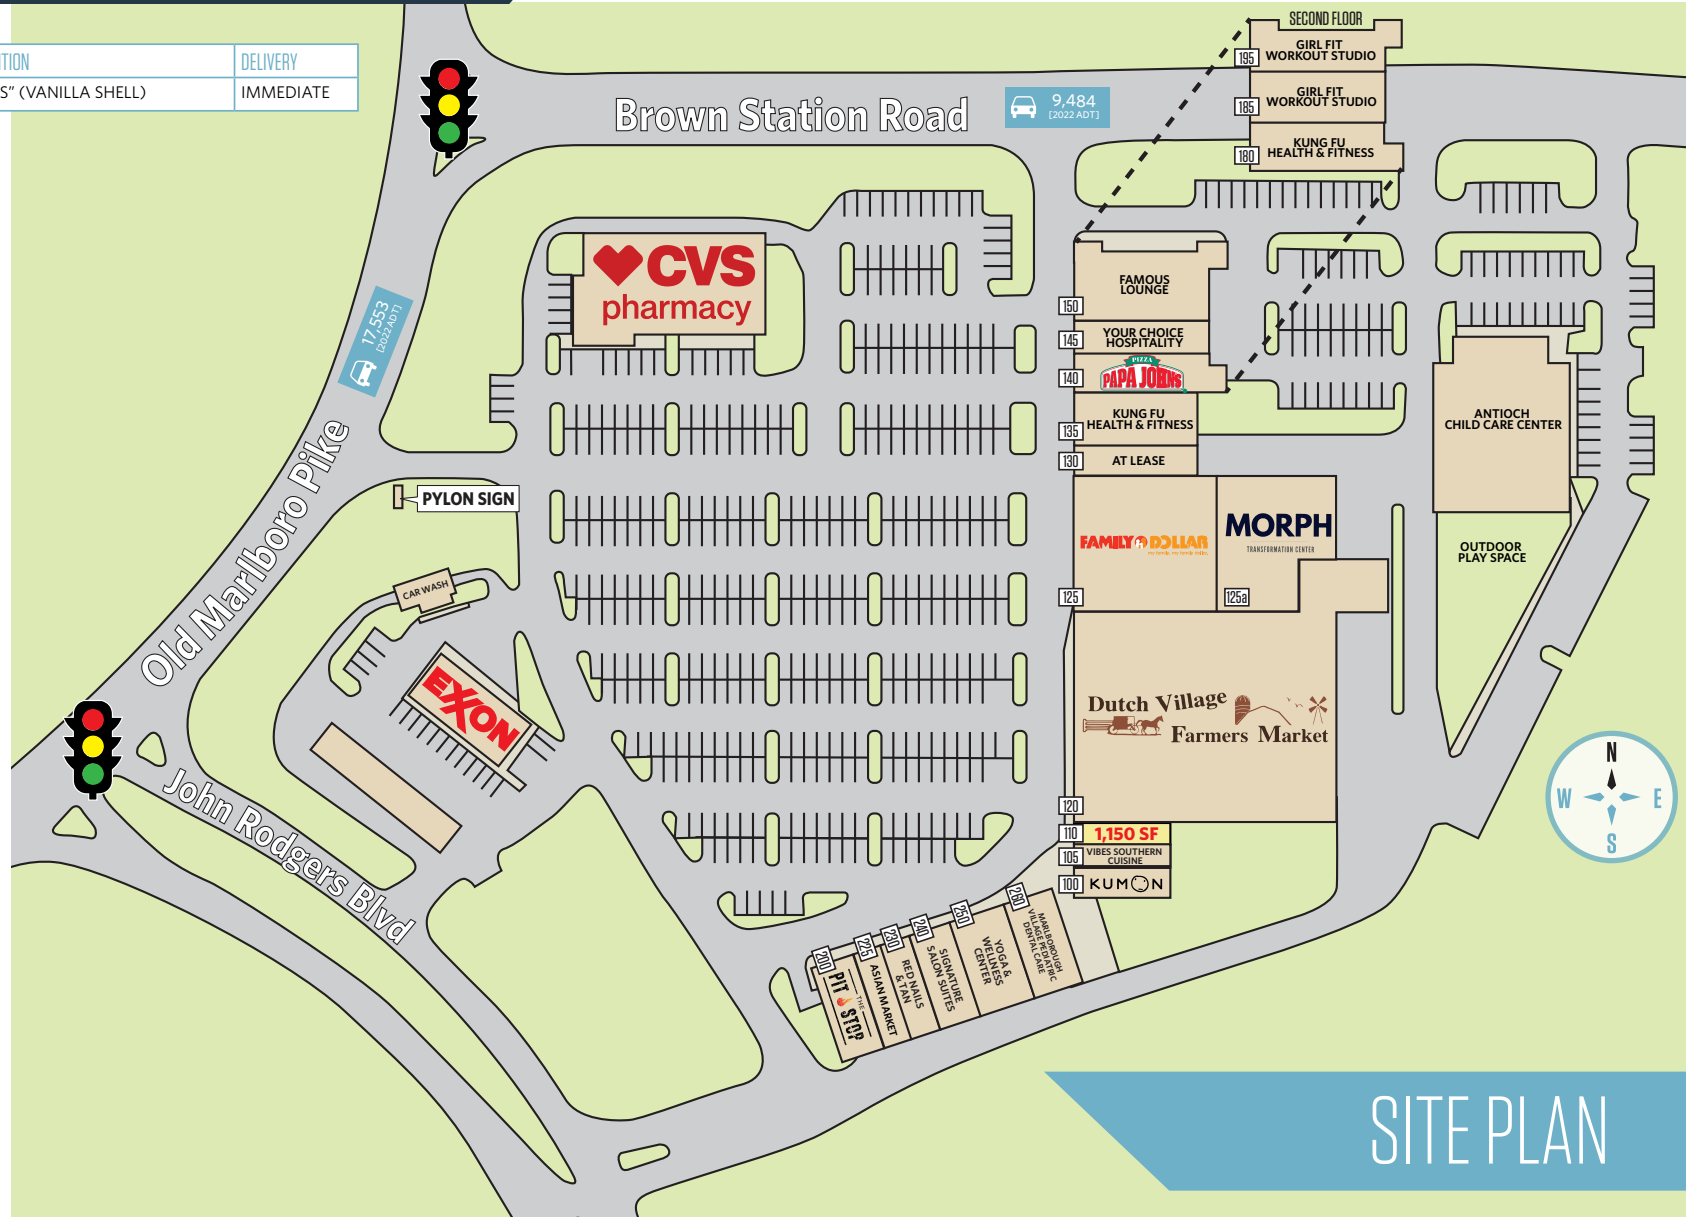 TION
DELIVERY
S” (VANILLA SHELL)
IMMEDIATE
Brown Station Road
9,484
[2022 ADT]
SECOND FLOOR
195
GIRL FIT
WORKOUT STUDIO
185
GIRL FIT
WORKOUT STUDIO
180
KUNG FU
HEALTH & FITNESS
CVS
pharmacy
17,553
[2022 ADT]
Old Marlboro Pike
PYLON SIGN
CAR WASH
EXXON
John Rodgers Blvd
FAMOUS
LOUNGE
150
YOUR CHOICE
HOSPITALITY
145
PIZZA
PAPA JOHNS
140
KUNG FU
HEALTH & FITNESS
135
AT LEASE
130
FAMILY DOLLAR
125
MORPH
TRANSFORMATION CENTER
125a
ANTIOCH
CHILD CARE CENTER
OUTDOOR
PLAY SPACE
Dutch Village
Farmers Market
120
110
1,150 SF
105
VIBES SOUTHERN
CUISINE
100
KUMON
200
THE
PIT STOP
225
ASIAN MARKET
230
RED NAILS
& TAN
240
SIGNATURE
SALON SUITES
250
YOGA &
WELLNESS
CENTER
260
MARLBOROUGH
VILLAGE PEDIATRIC
DENTAL CARE
N
W
E
S
SITE PLAN